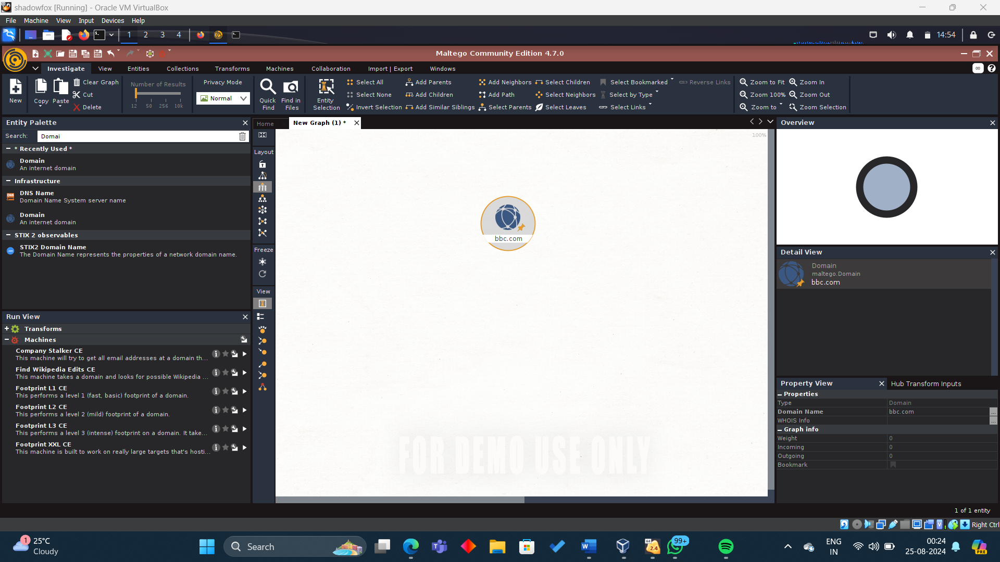 shadowfox [Running] - Oracle VM VirtualBox
File Machine View Input Devices Help
1 2 3 4
14:54
Maltego Community Edition 4.7.0
Investigate View Entities Collections Transforms Machines Collaboration Import | Export Windows
New
Copy
Paste
Clear Graph
Cut
Delete
Number of Results
12 50 256 10k
Privacy Mode
Normal
Quick Find
Find in Files
Entity Selection
Select All
Select None
Invert Selection
Add Parents
Add Children
Add Similar Siblings
Add Neighbors
Add Path
Select Parents
Select Children
Select Neighbors
Select Leaves
Select Bookmarked
Select by Type
Select Links
Reverse Links
Zoom to Fit
Zoom 100%
Zoom to
Zoom In
Zoom Out
Zoom Selection
Entity Palette
Search: Domai
* Recently Used *
Domain
An internet domain
Infrastructure
DNS Name
Domain Name System server name
Domain
An internet domain
STIX 2 observables
STIX2 Domain Name
The Domain Name represents the properties of a network domain name.
Run View
Transforms
Machines
Company Stalker CE
This machine will try to get all email addresses at a domain th...
Find Wikipedia Edits CE
This machine takes a domain and looks for possible Wikipedia ...
Footprint L1 CE
This performs a level 1 (fast, basic) footprint of a domain.
Footprint L2 CE
This performs a level 2 (mild) footprint of a domain.
Footprint L3 CE
This performs a level 3 (intense) footprint on a domain. It take...
Footprint XXL CE
This machine is built to work on really large targets that's hosti...
Home
New Graph (1) *
Layout
Freeze
View
100%
bbc.com
FOR DEMO USE ONLY
Overview
Detail View
Domain
maltego.Domain
bbc.com
Property View
Hub Transform Inputs
Properties
Type Domain
Domain Name bbc.com
WHOIS Info
Graph info
Weight 0
Incoming 0
Outgoing 0
Bookmark
1 of 1 entity
Right Ctrl
1
25°C
Cloudy
Search
64
2.4
99+
ENG
IN
00:24
25-08-2024
PRE